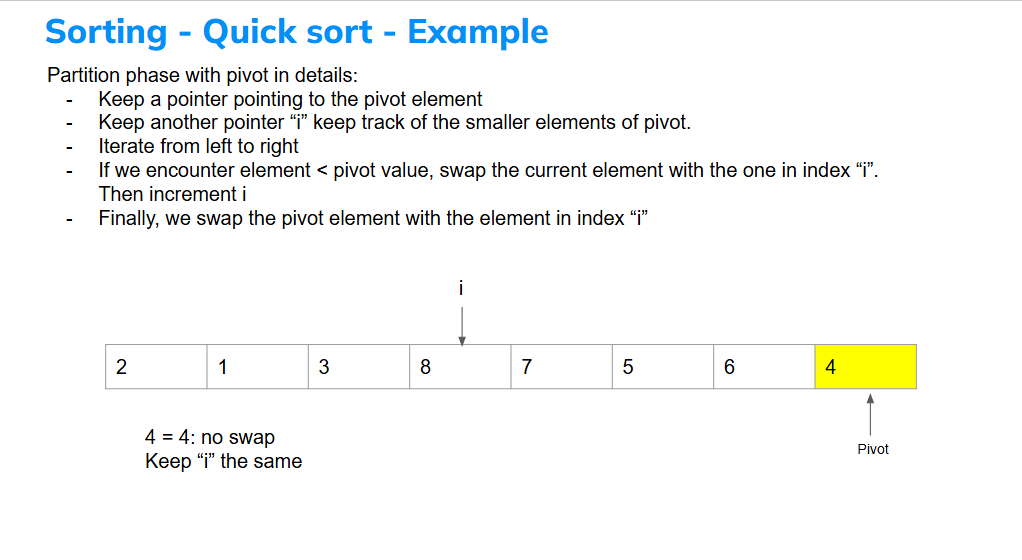 Sorting - Quick sort - Example
Partition phase with pivot in details:
- Keep a pointer pointing to the pivot element
- Keep another pointer “i” keep track of the smaller elements of pivot.
- Iterate from left to right
- If we encounter element < pivot value, swap the current element with the one in index “i”.
Then increment i
- Finally, we swap the pivot element with the element in index “i”
i
2 1 3 8 7 5 6 4
4 = 4: no swap
Keep “i” the same
Pivot